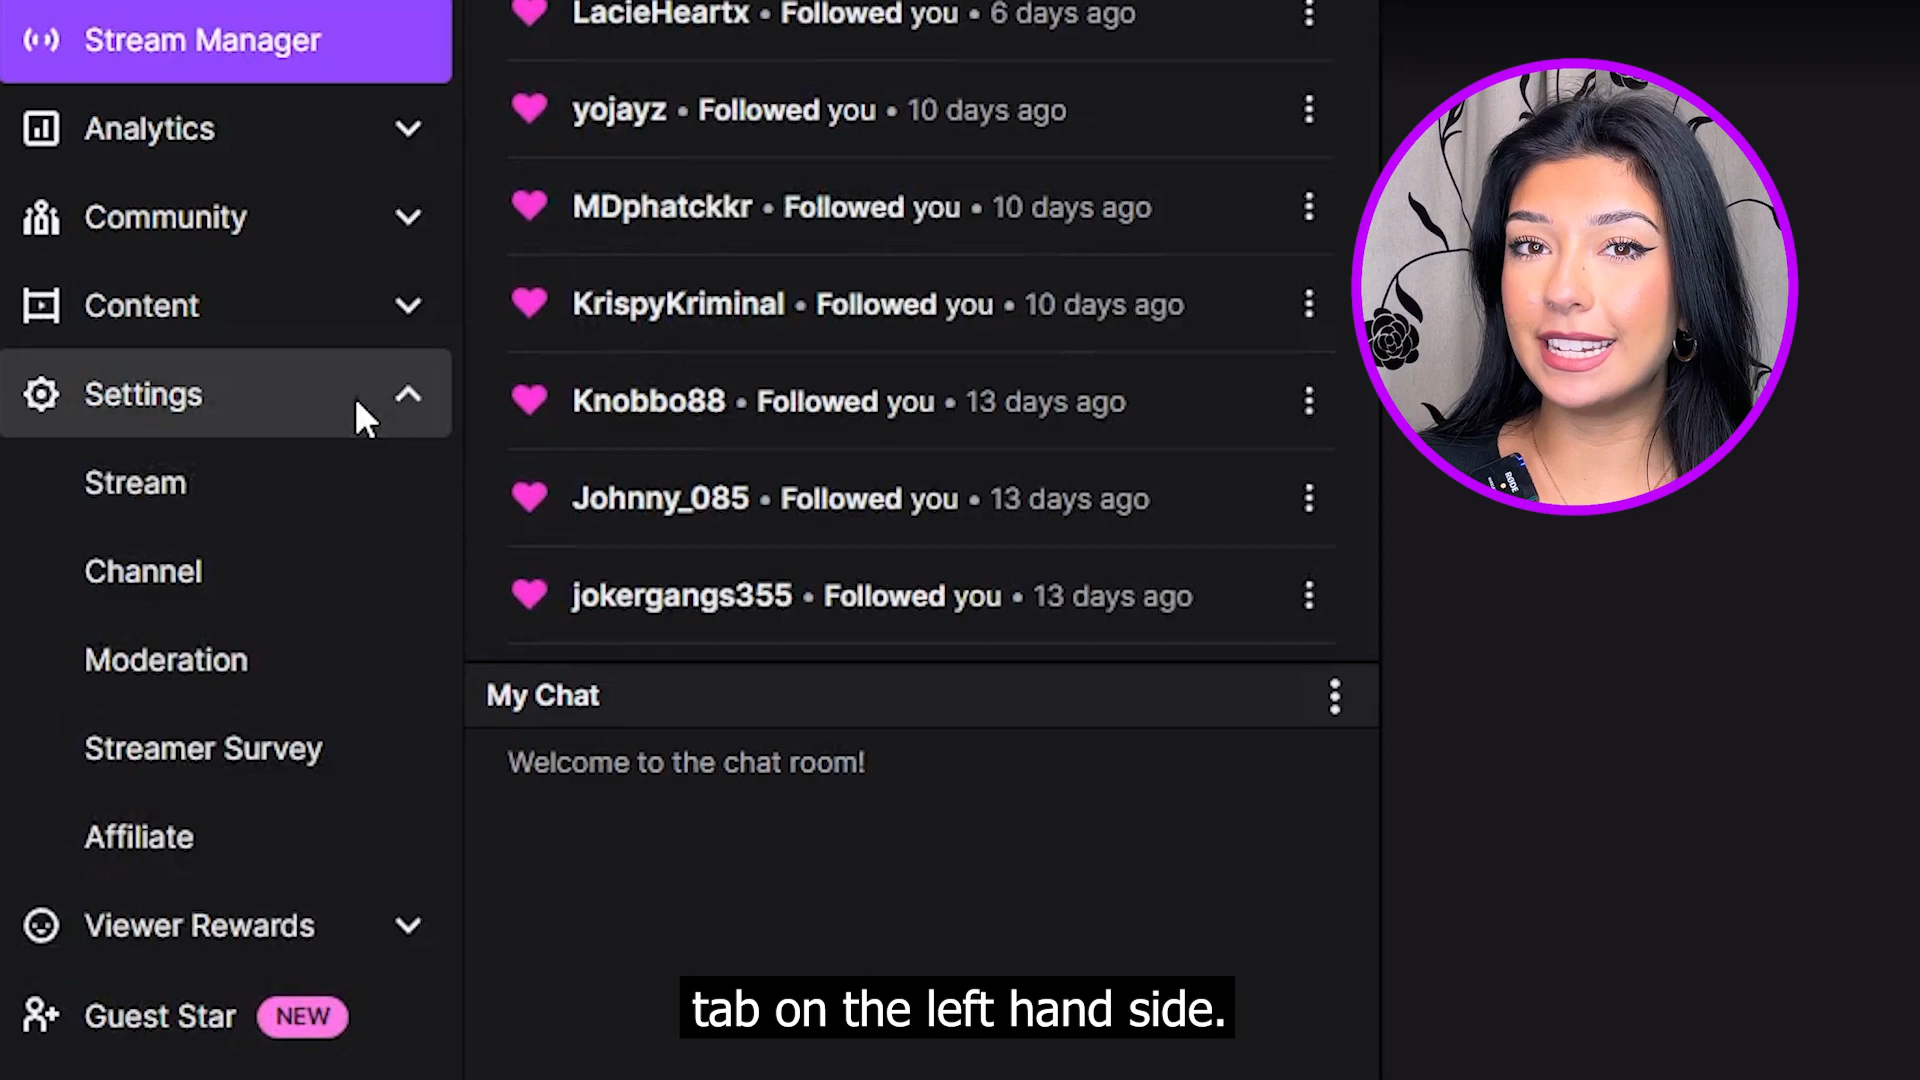 Stream Manager
Analytics
Community
Content
Settings
Stream
Channel
Moderation
Streamer Survey
Affiliate
Viewer Rewards
Guest Star NEW
LacieHeartx • Followed you • 6 days ago
yojayz • Followed you • 10 days ago
MDphatckkr • Followed you • 10 days ago
KrispyKriminal • Followed you • 10 days ago
Knobbo88 • Followed you • 13 days ago
Johnny_085 • Followed you • 13 days ago
jokergangs355 • Followed you • 13 days ago
My Chat
Welcome to the chat room!
RØDE
tab on the left hand side.